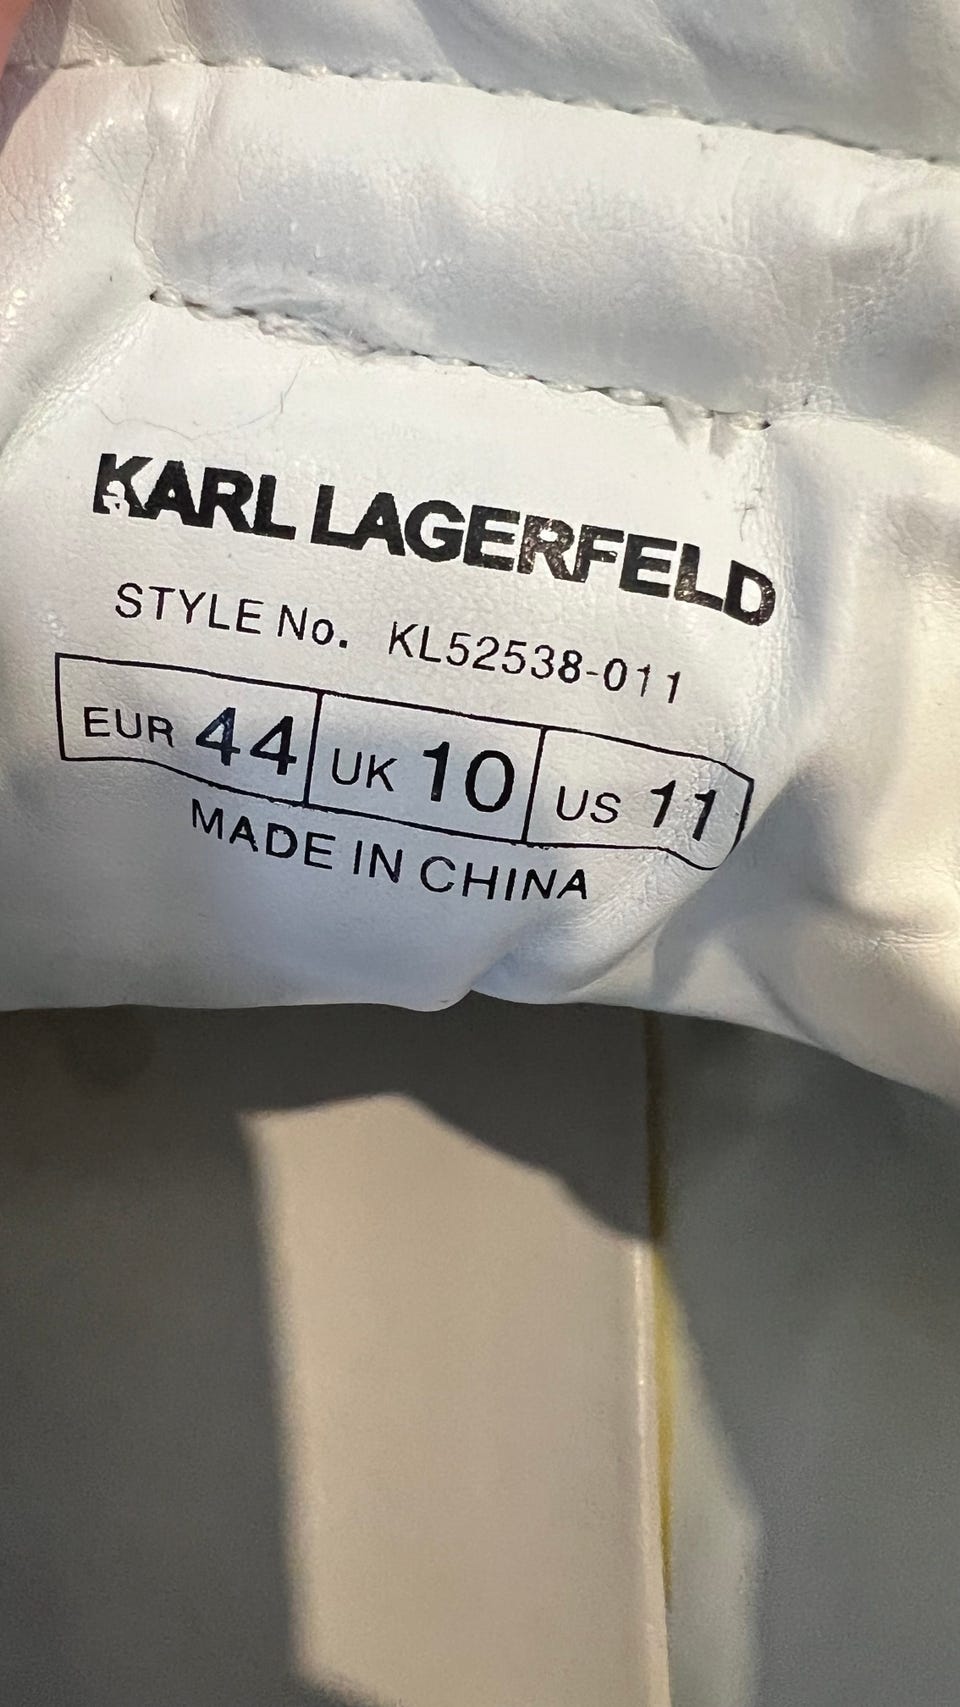 KARL LAGERFELD
STYLE No. KL52538-011
EUR 44 UK 10 US 11
MADE IN CHINA